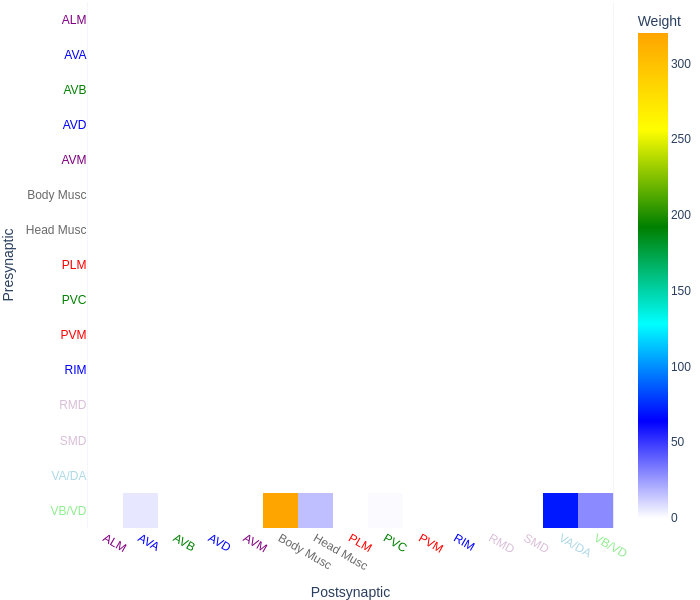 Weight
ALM
AVA
AVB
AVD
AVM
Body Musc
Head Musc
PLM
PVC
PVM
RIM
RMD
SMD
VA/DA
VB/VD
Presynaptic
300
250
200
150
100
50
0
ALM
AVA
AVB
AVD
AVM
Body Musc
Head Musc
PLM
PVC
PVM
RIM
RMD
SMD
VA/DA
VB/VD
Postsynaptic